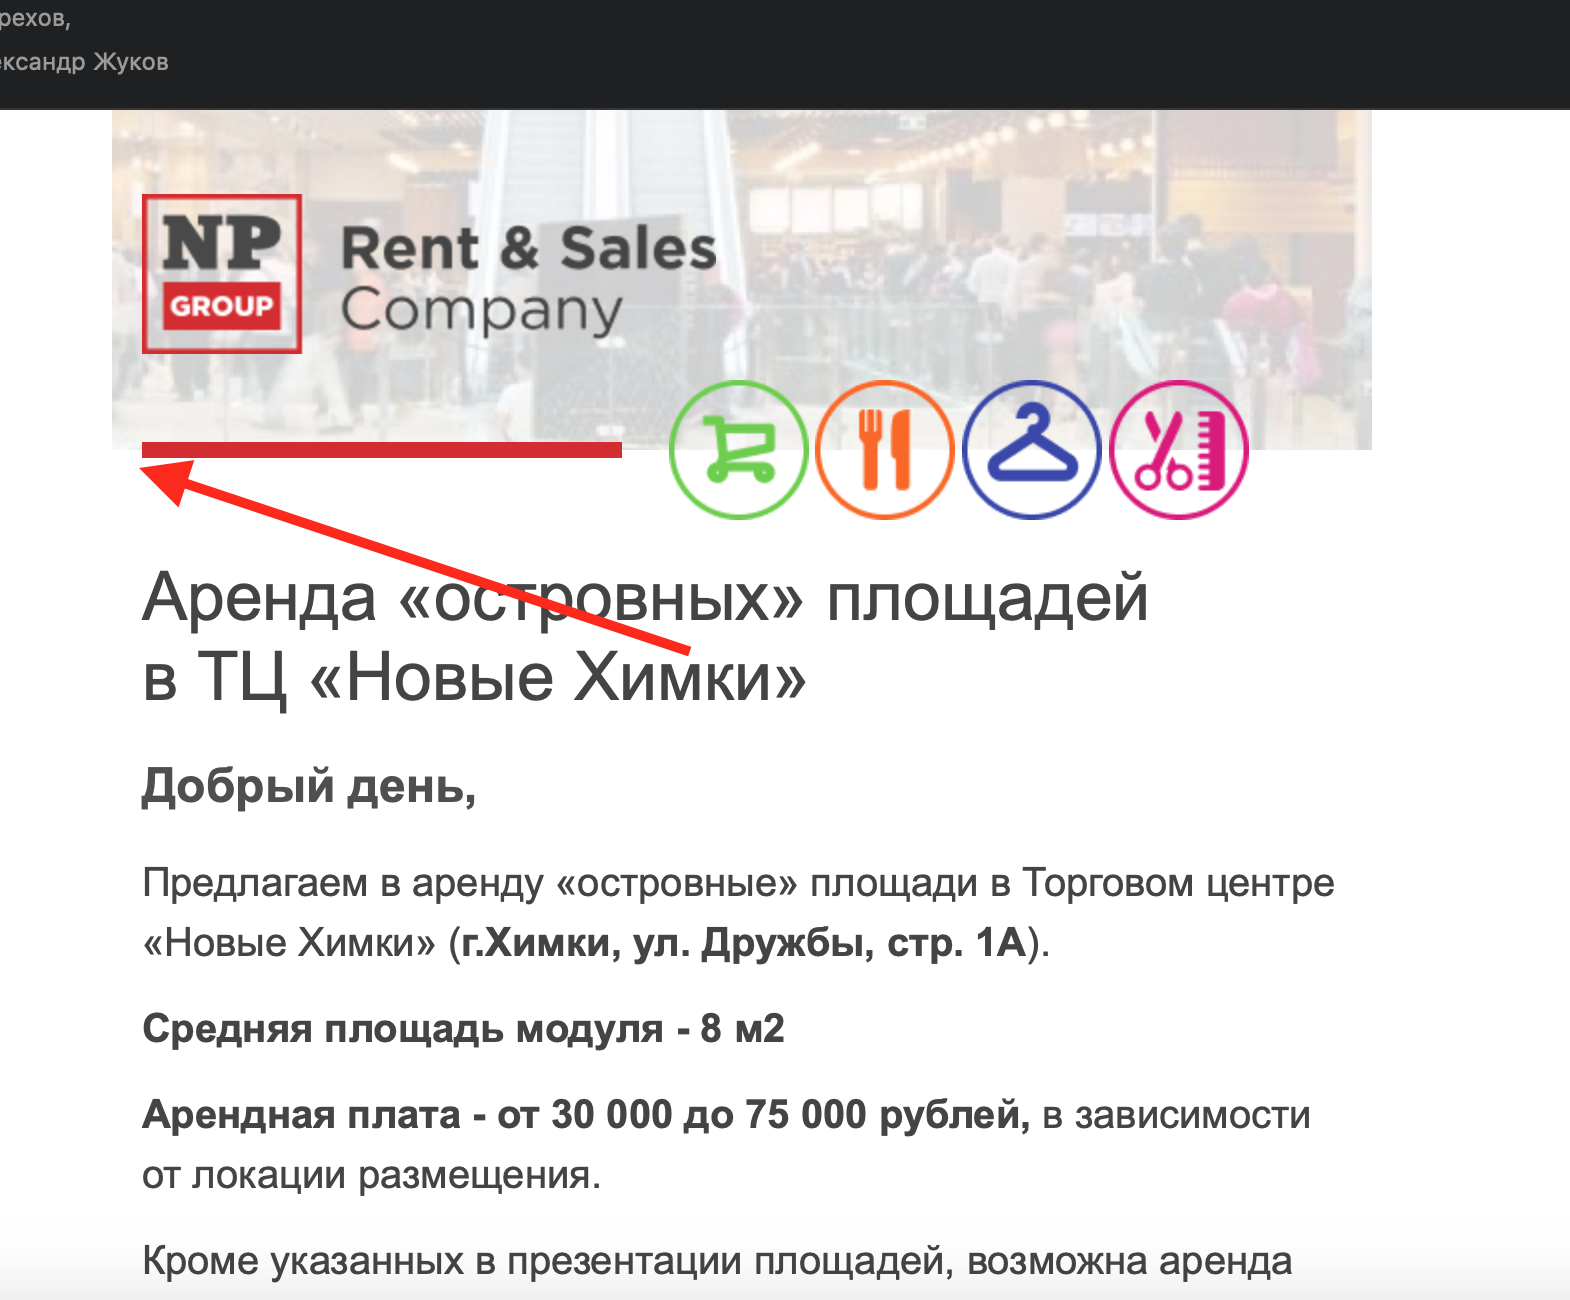 рехов,
ександр Жуков
NP
GROUP
Rent & Sales
Company
Аренда «островных» площадей
в ТЦ «Новые Химки»
Добрый день,
Предлагаем в аренду «островные» площади в Торговом центре
«Новые Химки» (г.Химки, ул. Дружбы, стр. 1А).
Средняя площадь модуля - 8 м2
Арендная плата - от 30 000 до 75 000 рублей, в зависимости
от локации размещения.
Кроме указанных в презентации площадей, возможна аренда